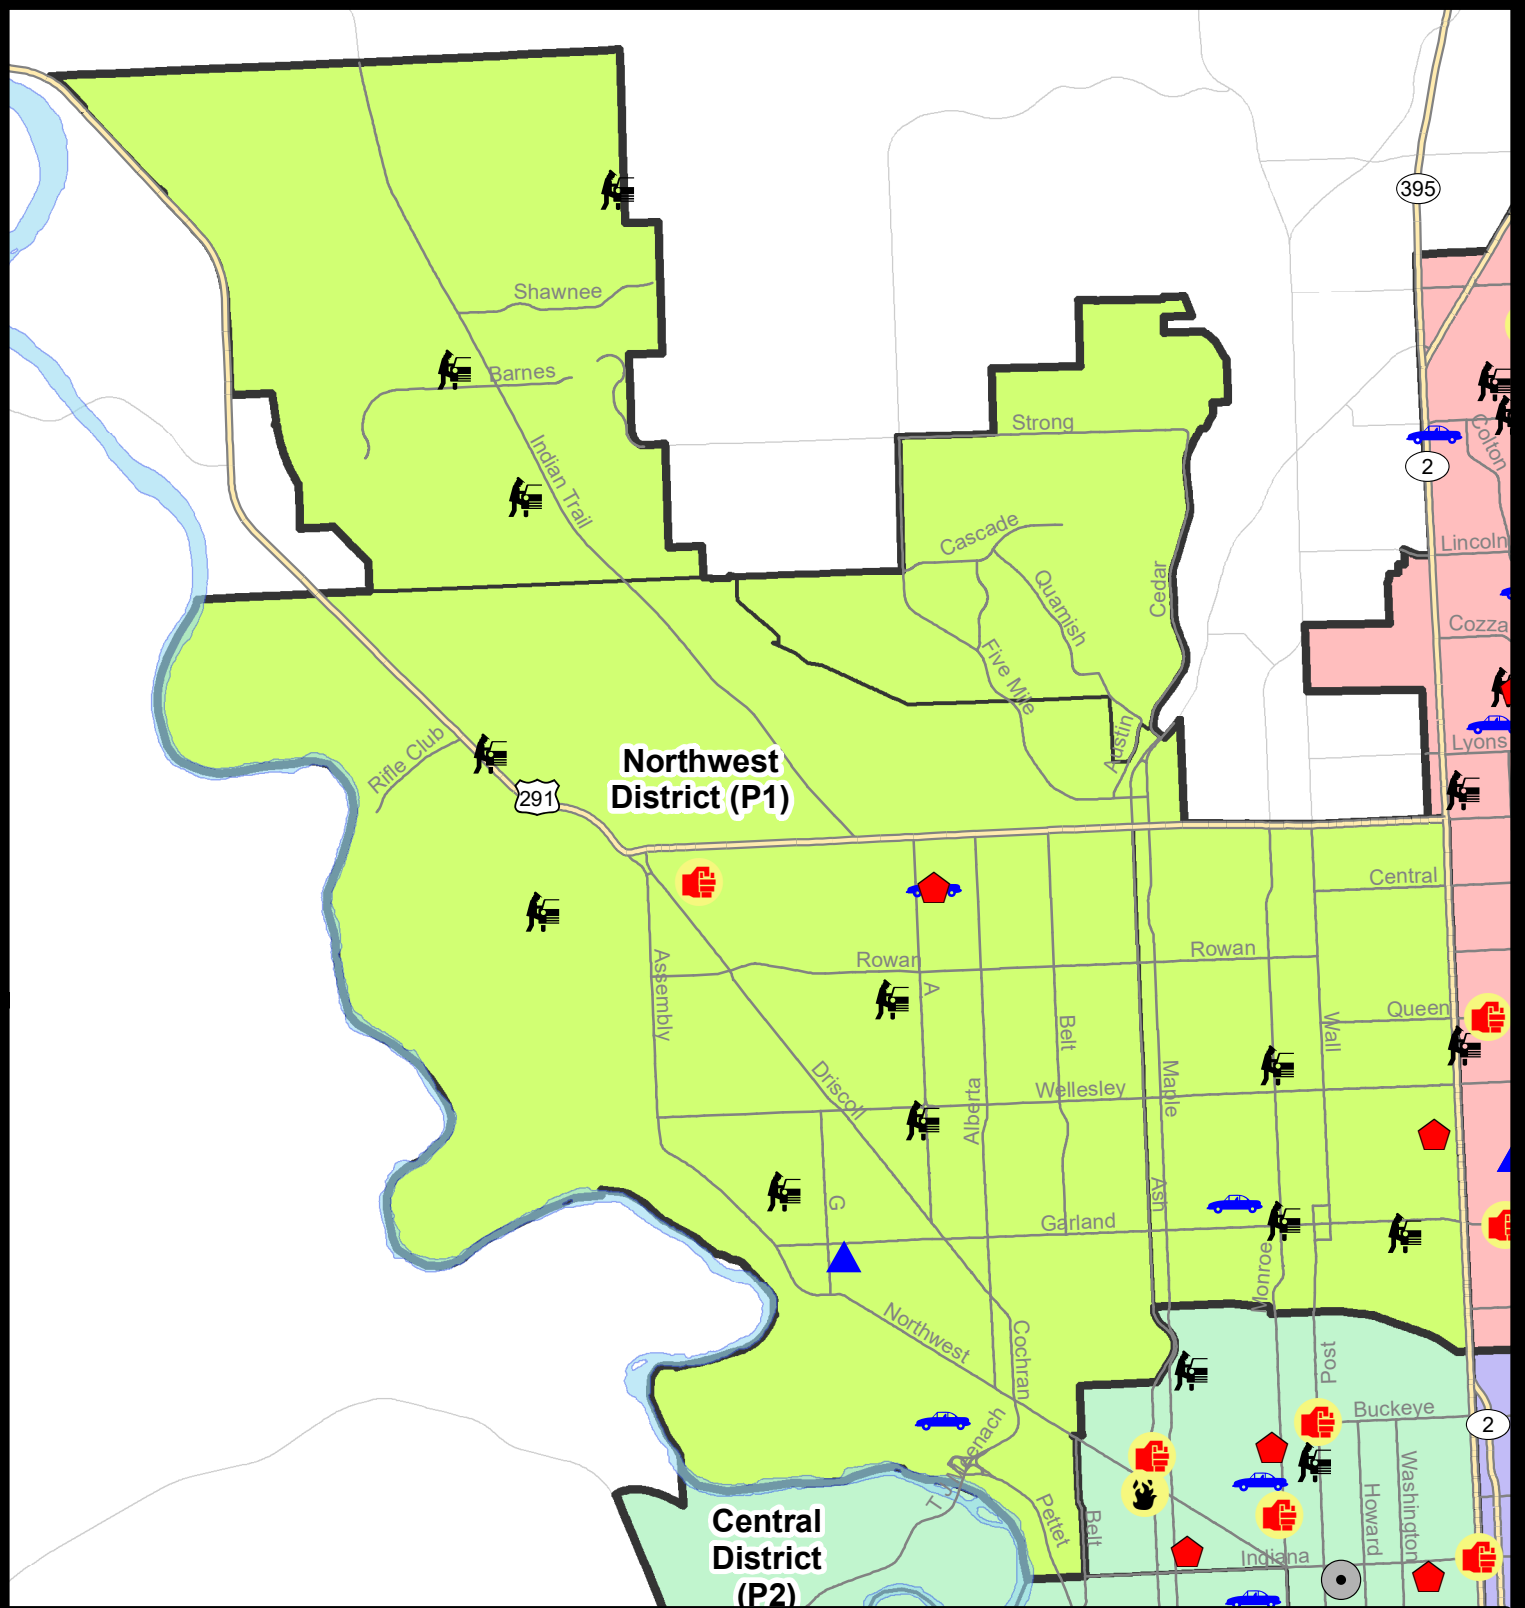 395
Shawnee
Barnes
Strong
Colton
2
Indian Trail
Cascade
Lincoln
Quamish
Cedar
Cozza
Five Mile
Rifle Club
Austin
Lyons
Northwest
District (P1)
291
Central
Rowan
Rowan
Assembly
A
Queen
Belt
Wall
Driscoll
Wellesley
Maple
Alberta
G
Ash
Garland
Monroe
Northwest
Cochran
Post
Buckeye
2
T J Meenach
Washington
Howard
Pettet
Belt
Central
District
(P2)
Indiana